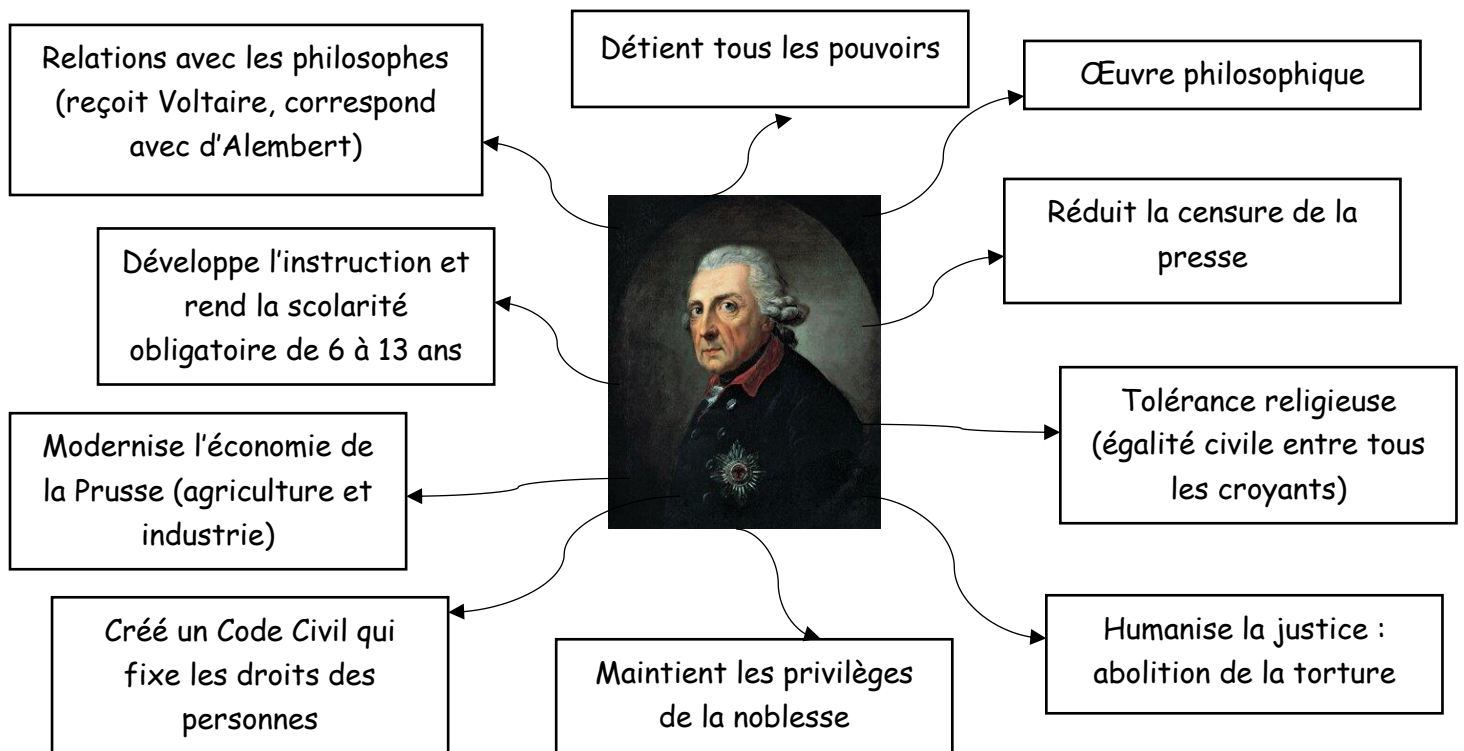 Relations avec les philosophes
(reçoit Voltaire, correspond
avec d’Alembert)
Détient tous les pouvoirs
Œuvre philosophique
Réduit la censure de la
presse
Développe l’instruction et
rend la scolarité
obligatoire de 6 à 13 ans
Tolérance religieuse
(égalité civile entre tous
les croyants)
Modernise l’économie de
la Prusse (agriculture et
industrie)
Créé un Code Civil qui
fixe les droits des
personnes
Maintient les privilèges
de la noblesse
Humanise la justice :
abolition de la torture